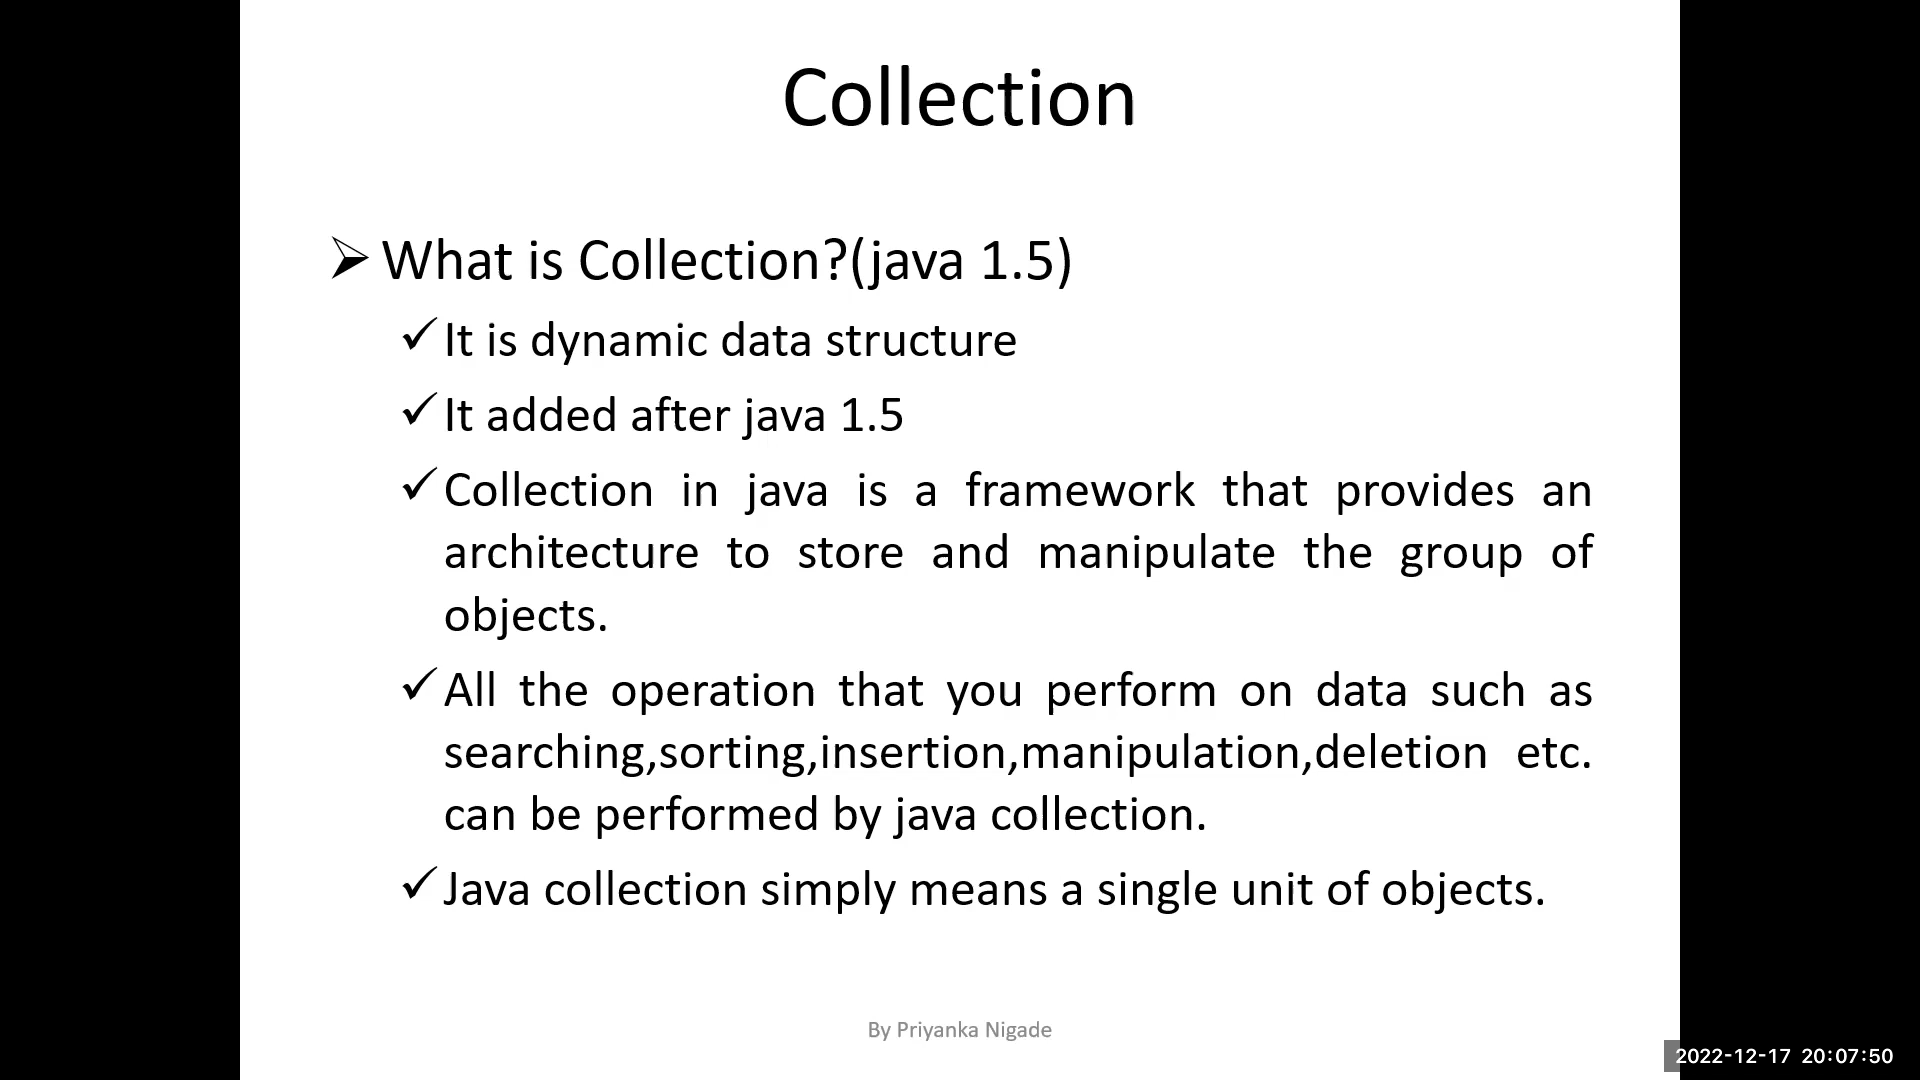 Collection
What is Collection?(java 1.5)
It is dynamic data structure
It added after java 1.5
Collection in java is a framework that provides an
architecture to store and manipulate the group of
objects.
All the operation that you perform on data such as
searching,sorting,insertion,manipulation,deletion etc.
can be performed by java collection.
Java collection simply means a single unit of objects.
By Priyanka Nigade
2022-12-17 20:07:50